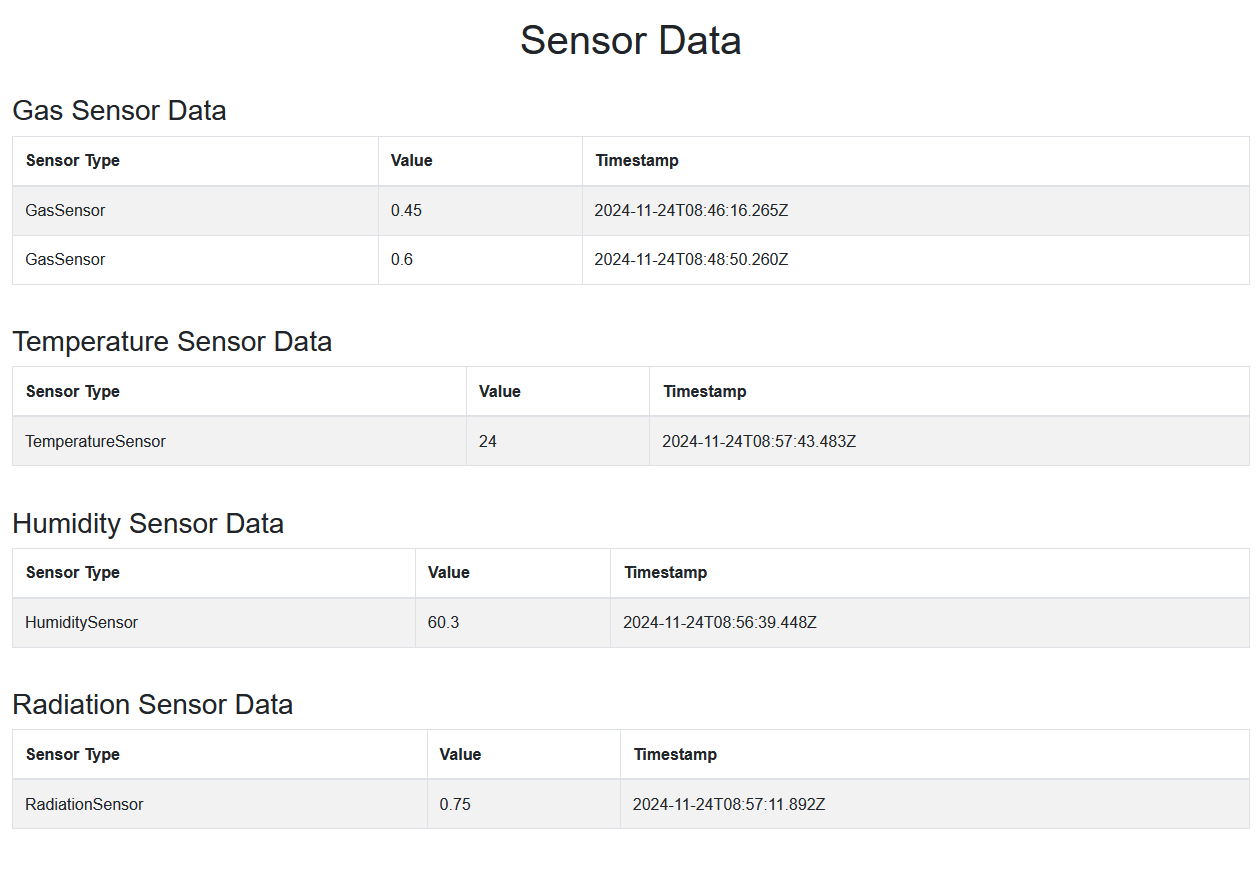 Sensor Data
Gas Sensor Data
Sensor Type Value Timestamp
GasSensor 0.45 2024-11-24T08:46:16.265Z
GasSensor 0.6 2024-11-24T08:48:50.260Z
Temperature Sensor Data
Sensor Type Value Timestamp
TemperatureSensor 24 2024-11-24T08:57:43.483Z
Humidity Sensor Data
Sensor Type Value Timestamp
HumiditySensor 60.3 2024-11-24T08:56:39.448Z
Radiation Sensor Data
Sensor Type Value Timestamp
RadiationSensor 0.75 2024-11-24T08:57:11.892Z